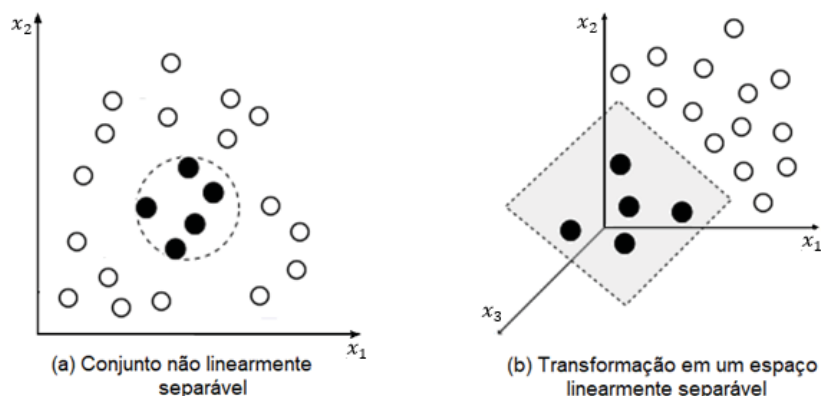 x₂
x₁
(a) Conjunto não linearmente
separável
x₂
x₁
x₃
(b) Transformação em um espaço
linearmente separável